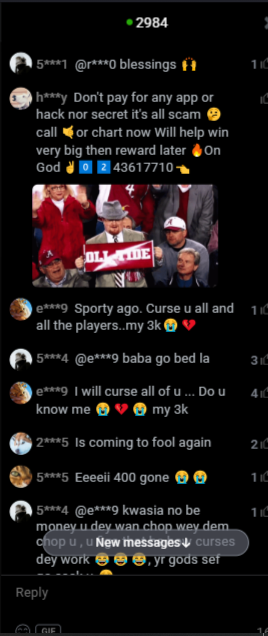 2984
5***1 @r***0 blessings 🙌 1
h***y Don't pay for any app or
hack nor secret it's all scam 🤔
call 🤙or chart now Will help win
very big then reward later 🔥On
God ✌0️⃣2️⃣43617710👈
OLL TIDE
e***9 Sporty ago. Curse u all and 1
all the players..my 3k😭 💔
5***4 @e***9 baba go bed la 3
e***9 I will curse all of u ... Do u 4
know me 😭 💔 😭 my 3k
2***5 Is coming to fool again 2
5***5 Eeeeii 400 gone 😭 😭 1
5***4 @e***9 kwasia no be 1
money u dey wan chop wey dem
chop u , u curses
New messages↓
dey work 😂 😂 😂, yr gods sef
Reply
GIF